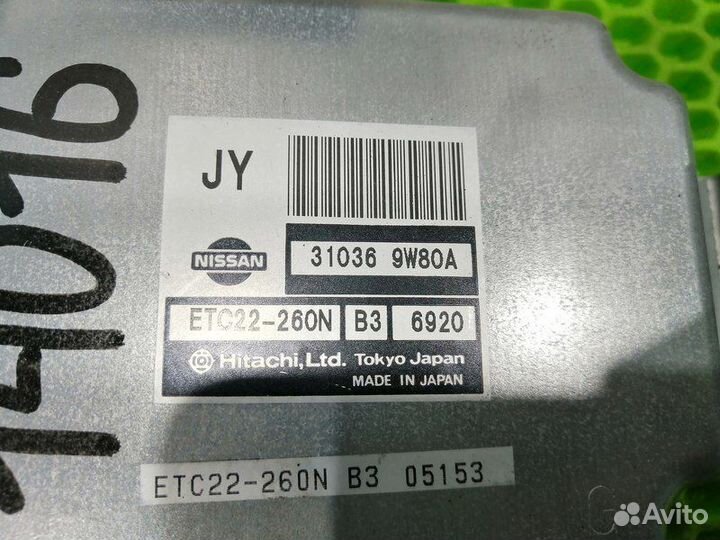 JY
NISSAN
31036 9W80A
ETC22-260N B3 6920
Hitachi, Ltd. Tokyo Japan
MADE IN JAPAN
ETC22-260N B3 05153
Avito